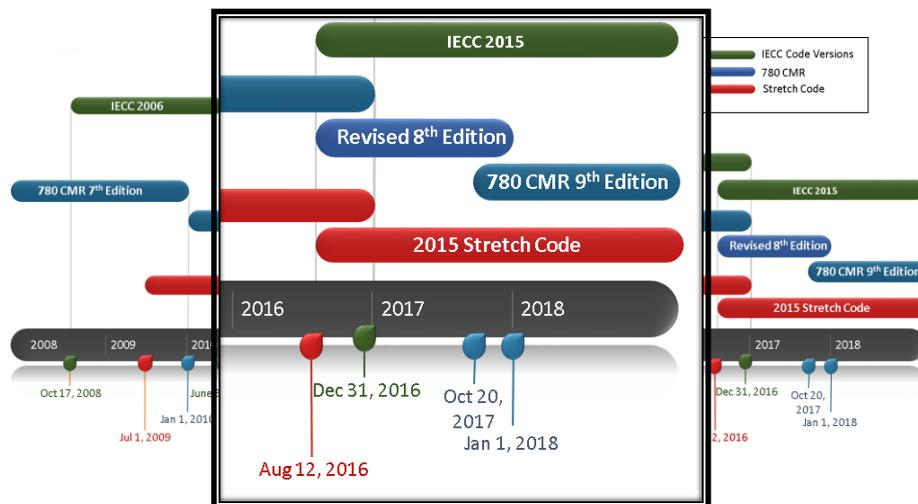 IECC 2015
IECC Code Versions
780 CMR
Stretch Code
IECC 2006
Revised 8th Edition
780 CMR 9th Edition
780 CMR 7th Edition
IECC 2015
Revised 8th Edition
2015 Stretch Code
780 CMR 9th Edition
2015 Stretch Code
2016 2017 2018
2008 2009 2017 2018
Dec 31, 2016
Oct 17, 2008
June
Dec 31, 2016
Oct 20,
2017
Oct 20,
2017
Jan 1, 2010
Jan 1, 2018
Jan 1, 2018
Jul 1, 2009
2, 2016
Aug 12, 2016